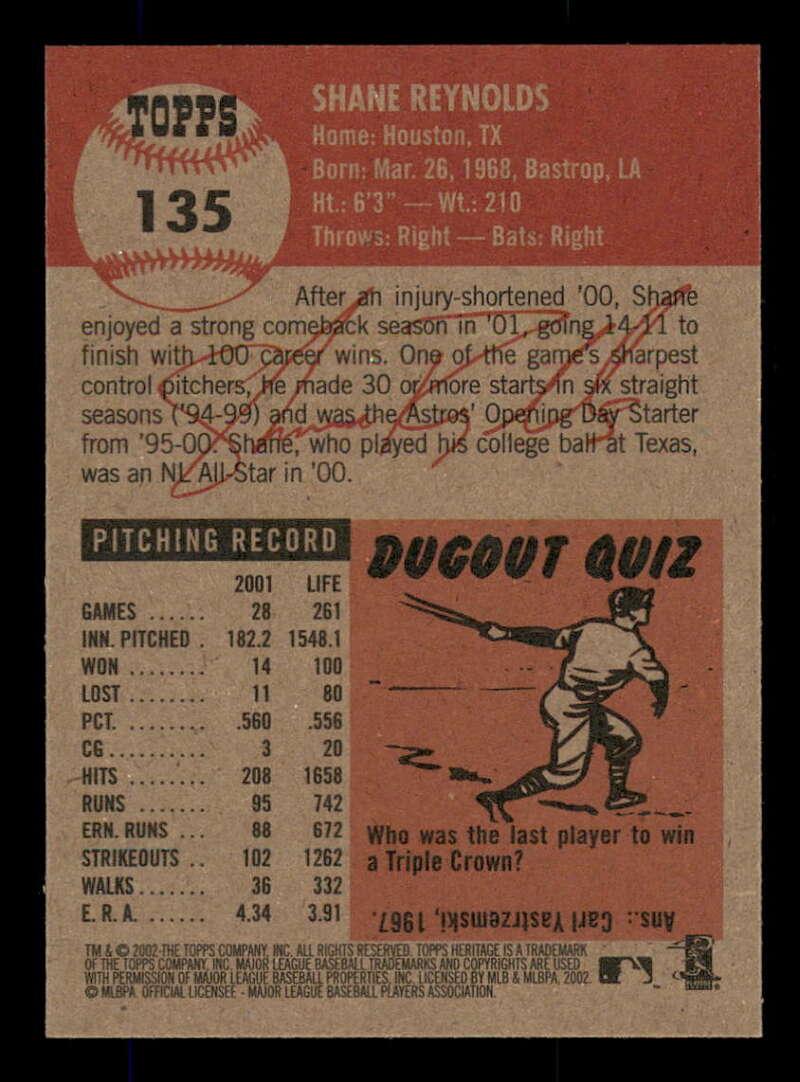 TOPPS
135
SHANE REYNOLDS
Home: Houston, TX
Born: Mar. 26, 1968, Bastrop, LA
Ht.: 6'3" — Wt.: 210
Throws: Right — Bats: Right
After an injury-shortened '00, Shane
enjoyed a strong comeback season in '01, going 14-11 to
finish with 100 career wins. One of the game's sharpest
control pitchers, he made 30 or more starts in six straight
seasons ('94-99) and was the Astros' Opening Day Starter
from '95-00. Shane, who played his college ball at Texas,
was an NL All-Star in '00.
PITCHING RECORD
2001 LIFE
GAMES ...... 28 261
INN. PITCHED . 182.2 1548.1
WON ........ 14 100
LOST ........ 11 80
PCT. ........ .560 .556
CG.......... 3 20
HITS ........ 208 1658
RUNS ....... 95 742
ERN. RUNS ... 88 672
STRIKEOUTS .. 102 1262
WALKS....... 36 332
E.R.A. ...... 4.34 3.91
DUGOUT QUIZ
Who was the last player to win
a Triple Crown?
Ans.: Carl Yastrzemski, 1967.
TM & © 2002 THE TOPPS COMPANY, INC. ALL RIGHTS RESERVED. TOPPS HERITAGE IS A TRADEMARK
OF THE TOPPS COMPANY, INC. MAJOR LEAGUE BASEBALL TRADEMARKS AND COPYRIGHTS ARE USED
WITH PERMISSION OF MAJOR LEAGUE BASEBALL PROPERTIES, INC. LICENSED BY MLB & MLBPA, 2002.
© MLBPA OFFICIAL LICENSEE - MAJOR LEAGUE BASEBALL PLAYERS ASSOCIATION.